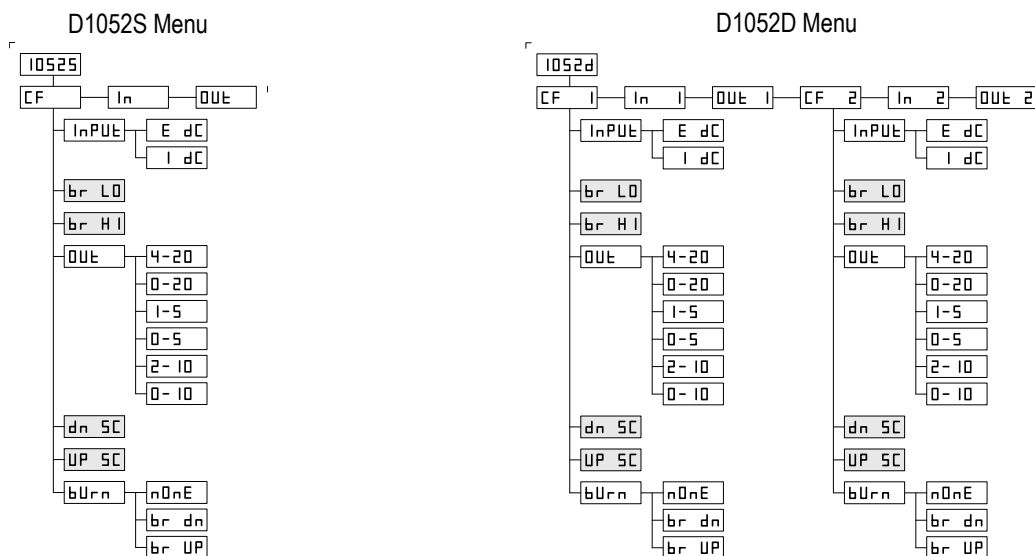 D1052S Menu
1052S
CF In OUt
InPUt E dC
I dC
br LO
br HI
OUt 4-20
0-20
1-5
0-5
2-10
0-10
dn SC
UP SC
bUrn nOnE
br dn
br UP
D1052D Menu
1052d
CF 1 In 1 OUt 1 CF 2 In 2 OUt 2
InPUt E dC InPUt E dC
I dC I dC
br LO br LO
br HI br HI
OUt 4-20 OUt 4-20
0-20 0-20
1-5 1-5
0-5 0-5
2-10 2-10
0-10 0-10
dn SC dn SC
UP SC UP SC
bUrn nOnE bUrn nOnE
br dn br dn
br UP br UP